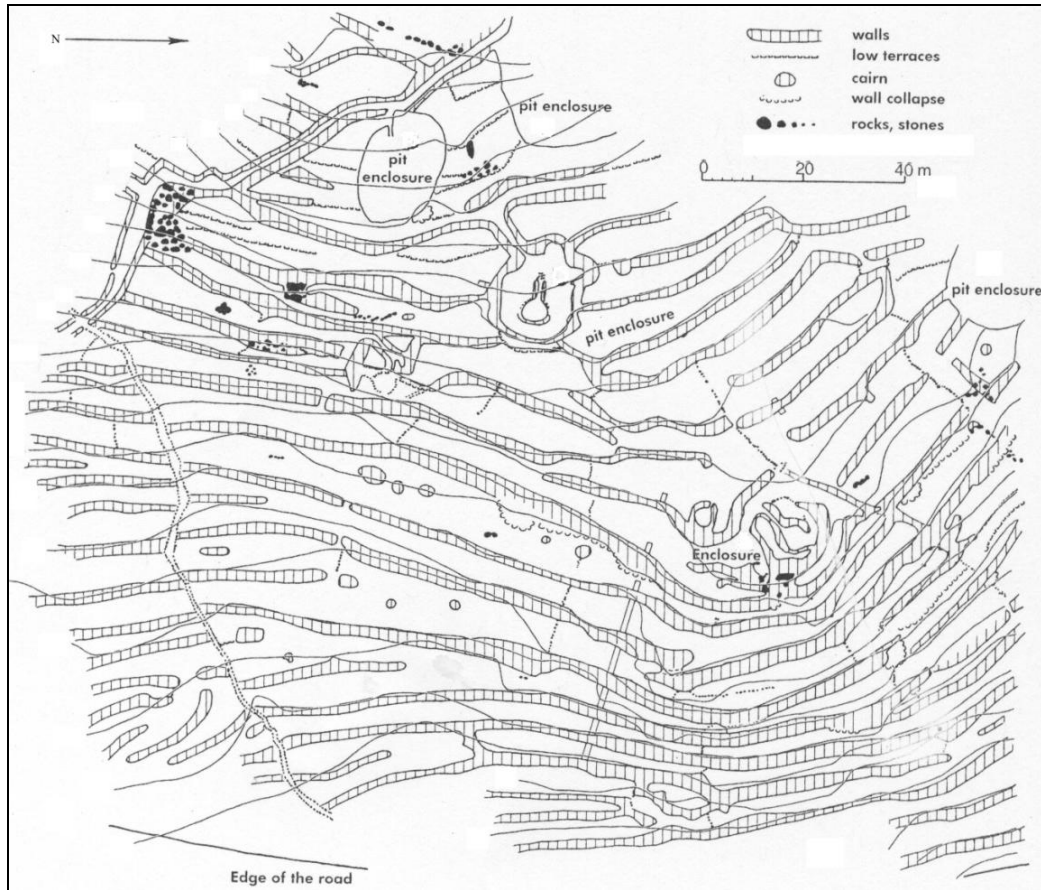 N
walls
low terraces
cairn
wall collapse
rocks, stones
0 20 40 m
pit enclosure
pit
enclosure
pit enclosure
pit enclosure
Enclosure
Edge of the road